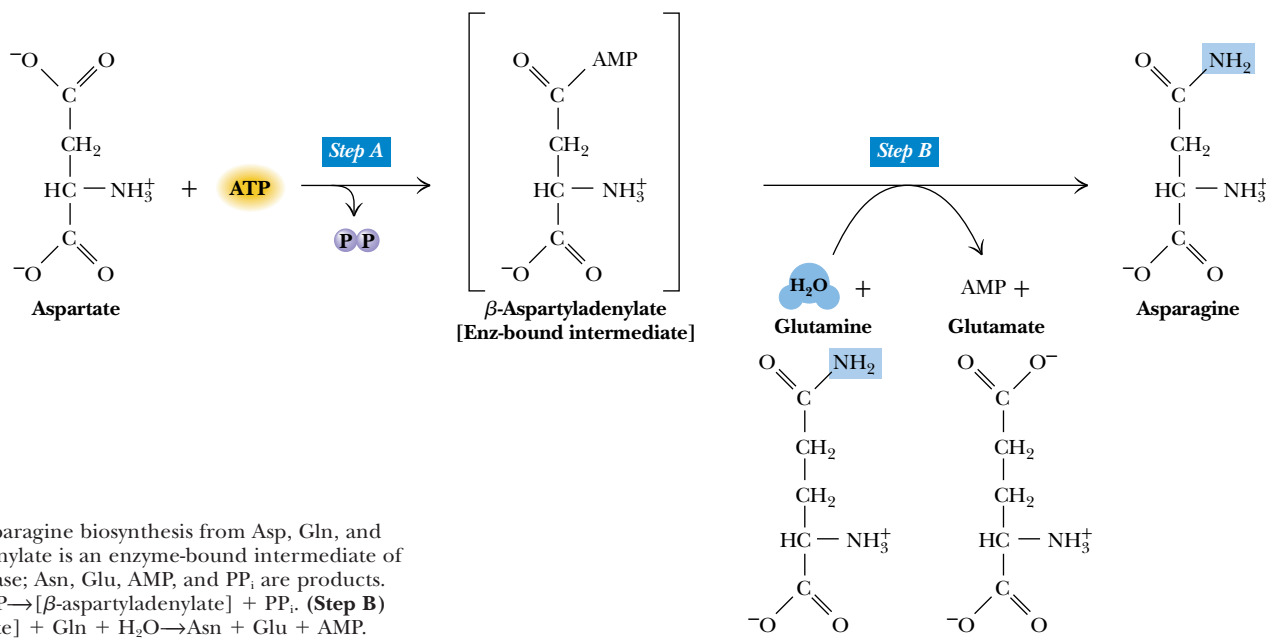 ⁻O O AMP O NH₂
C O C O C
CH₂ CH₂ CH₂
Step A Step B
HC — NH₃⁺ + ATP HC — NH₃⁺ HC — NH₃⁺
P P
C C C
⁻O O ⁻O O ⁻O O
H₂O + AMP +
Aspartate β-Aspartyladenylate Asparagine
[Enz-bound intermediate]
Glutamine Glutamate
O NH₂ O O⁻
C C
CH₂ CH₂
CH₂ CH₂
HC — NH₃⁺ HC — NH₃⁺
C C
⁻O O ⁻O O
paragine biosynthesis from Asp, Gln, and
nylate is an enzyme-bound intermediate of
ase; Asn, Glu, AMP, and PPᵢ are products.
P→[β-aspartyladenylate] + PPᵢ. (Step B)
e] + Gln + H₂O→Asn + Glu + AMP.